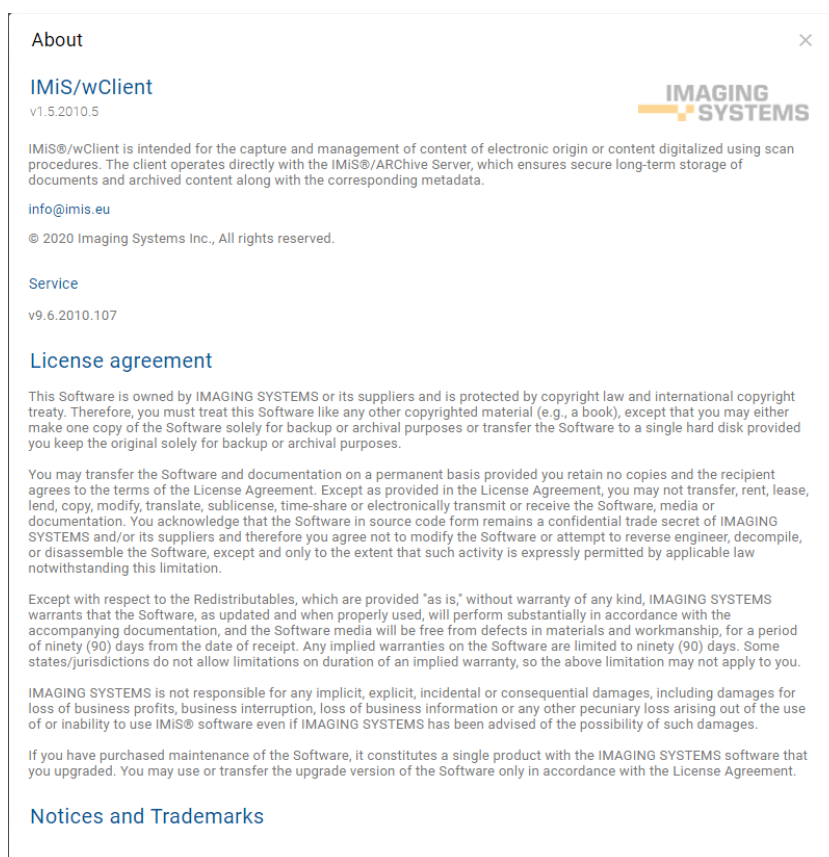 About
IMiS/wClient
v1.5.2010.5
IMAGING
SYSTEMS
IMiS®/wClient is intended for the capture and management of content of electronic origin or content digitalized using scan
procedures. The client operates directly with the IMiS®/ARChive Server, which ensures secure long-term storage of
documents and archived content along with the corresponding metadata.
info@imis.eu
© 2020 Imaging Systems Inc., All rights reserved.
Service
v9.6.2010.107
License agreement
This Software is owned by IMAGING SYSTEMS or its suppliers and is protected by copyright law and international copyright
treaty. Therefore, you must treat this Software like any other copyrighted material (e.g., a book), except that you may either
make one copy of the Software solely for backup or archival purposes or transfer the Software to a single hard disk provided
you keep the original solely for backup or archival purposes.
You may transfer the Software and documentation on a permanent basis provided you retain no copies and the recipient
agrees to the terms of the License Agreement. Except as provided in the License Agreement, you may not transfer, rent, lease,
lend, copy, modify, translate, sublicense, time-share or electronically transmit or receive the Software, media or
documentation. You acknowledge that the Software in source code form remains a confidential trade secret of IMAGING
SYSTEMS and/or its suppliers and therefore you agree not to modify the Software or attempt to reverse engineer, decompile,
or disassemble the Software, except and only to the extent that such activity is expressly permitted by applicable law
notwithstanding this limitation.
Except with respect to the Redistributables, which are provided "as is," without warranty of any kind, IMAGING SYSTEMS
warrants that the Software, as updated and when properly used, will perform substantially in accordance with the
accompanying documentation, and the Software media will be free from defects in materials and workmanship, for a period
of ninety (90) days from the date of receipt. Any implied warranties on the Software are limited to ninety (90) days. Some
states/jurisdictions do not allow limitations on duration of an implied warranty, so the above limitation may not apply to you.
IMAGING SYSTEMS is not responsible for any implicit, explicit, incidental or consequential damages, including damages for
loss of business profits, business interruption, loss of business information or any other pecuniary loss arising out of the use
of or inability to use IMiS® software even if IMAGING SYSTEMS has been advised of the possibility of such damages.
If you have purchased maintenance of the Software, it constitutes a single product with the IMAGING SYSTEMS software that
you upgraded. You may use or transfer the upgrade version of the Software only in accordance with the License Agreement.
Notices and Trademarks